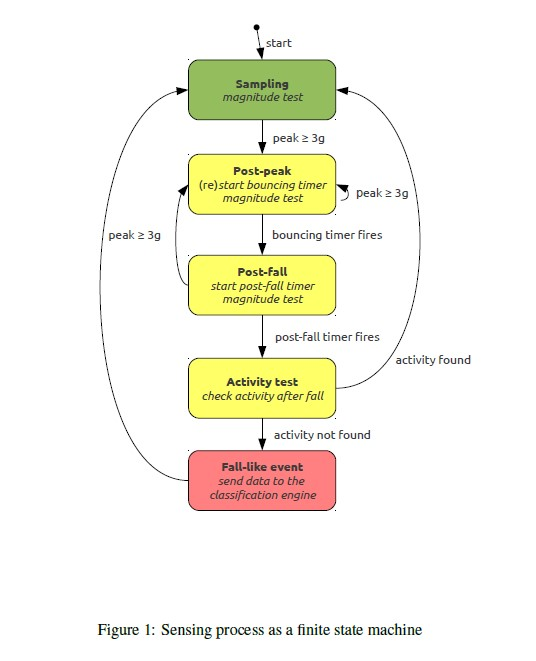 start
Sampling
magnitude test
peak ≥ 3g
Post-peak
(re)start bouncing timer
magnitude test
peak ≥ 3g
peak ≥ 3g
bouncing timer fires
Post-fall
start post-fall timer
magnitude test
post-fall timer fires
activity found
Activity test
check activity after fall
activity not found
Fall-like event
send data to the
classification engine
Figure 1: Sensing process as a finite state machine